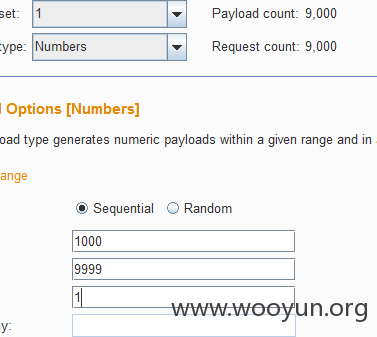 set: 1 Payload count: 9,000
type: Numbers Request count: 9,000
Options [Numbers]
oad type generates numeric payloads within a given range and in
ange
Sequential Random
1000
9999
1
www.wooyun.org
ny: